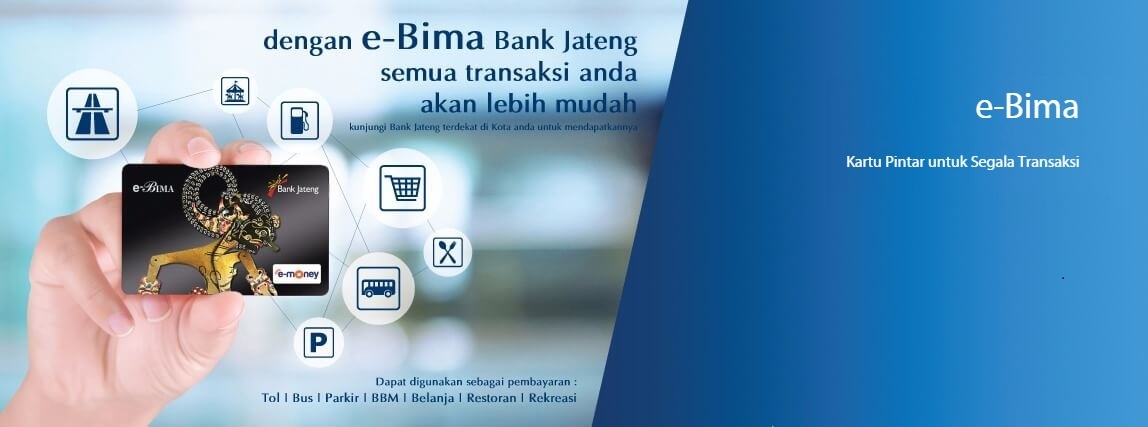 dengan e-Bima Bank Jateng
semua transaksi anda
akan lebih mudah
kunjungi Bank Jateng terdekat di Kota anda untuk mendapatkannya
e-BIMA
Bank Jateng
e-money
P
Dapat digunakan sebagai pembayaran :
Tol | Bus | Parkir | BBM | Belanja | Restoran | Rekreasi
e-Bima
Kartu Pintar untuk Segala Transaksi
.